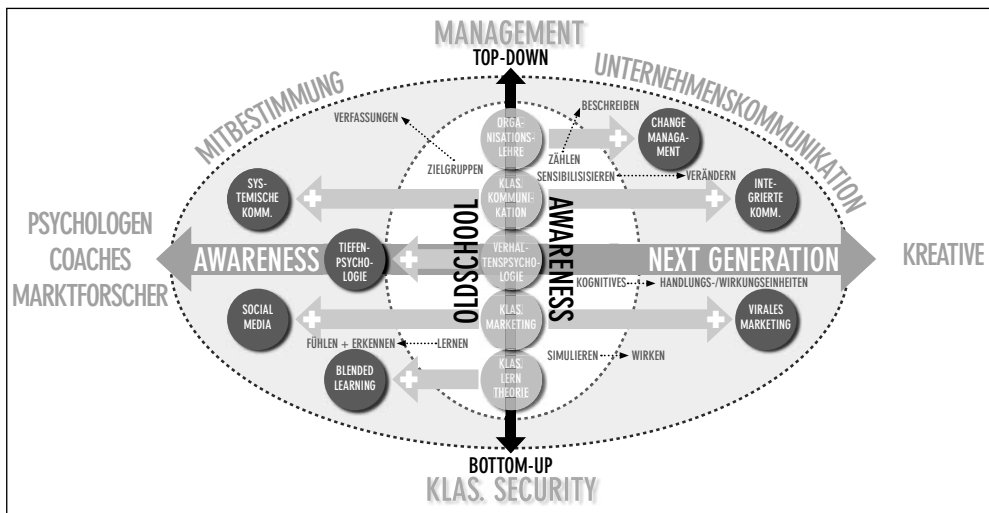 MANAGEMENT
TOP-DOWN
MITBESTIMMUNG
UNTERNEHMENSKOMMUNIKATION
VERFASSUNGEN
ZIELGRUPPEN
ORGA-
NISATIONS-
LEHRE
BESCHREIBEN
ZÄHLEN
CHANGE
MANAGA-
MENT
SENSIBILISISIEREN
VERÄNDERN
SYS-
TEMISCHE
KOMM.
KLAS.
KOMMUNI-
KATION
INTE-
GRIERTE
KOMM.
PSYCHOLOGEN
COACHES
MARKTFORSCHER
AWARENESS
TIEFEN-
PSYCHO-
LOGIE
OLDSCHOOL
VERHAL-
TENSPSYCHO-
LOGIE
AWARENESS
NEXT GENERATION
KREATIVE
KOGNITIVES
HANDLUNGS-/WIRKUNGSEINHEITEN
SOCIAL
MEDIA
KLAS.
MARKETING
VIRALES
MARKETING
FÜHLEN + ERKENNEN
LERNEN
SIMULIEREN
WIRKEN
BLENDED
LEARNING
KLAS.
LERN
THEORIE
BOTTOM-UP
KLAS. SECURITY